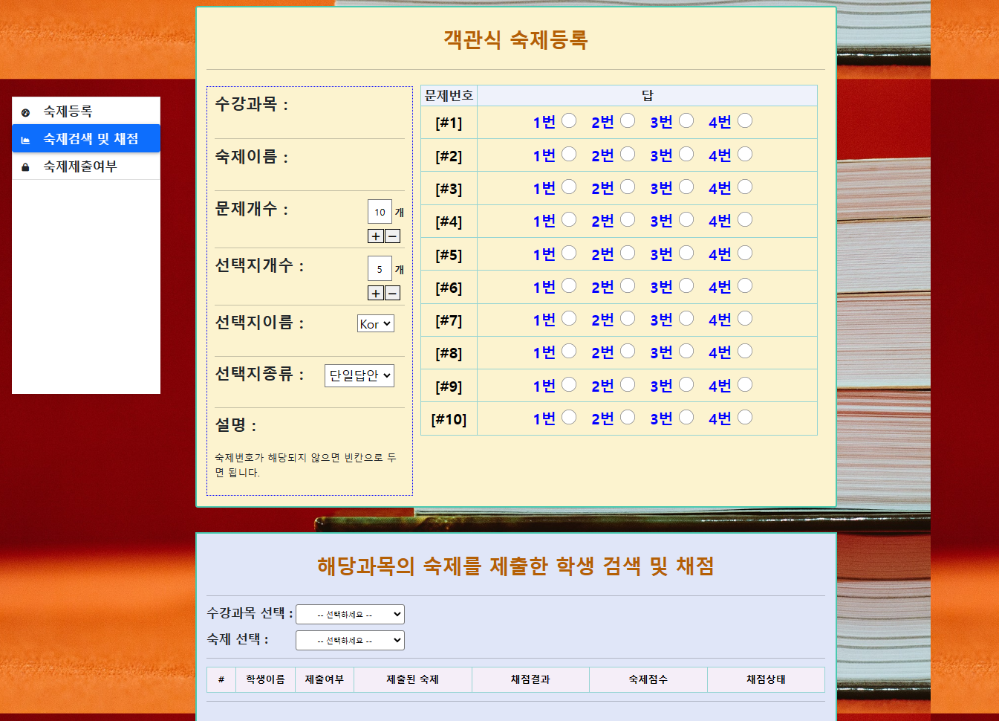 객관식 숙제등록
숙제등록
숙제검색 및 채점
숙제제출여부
수강과목 :
숙제이름 :
문제개수 : 10 개
+ −
선택지개수 : 5 개
+ −
선택지이름 : Kor
선택지종류 : 단일답안
설명 :
숙제번호가 해당되지 않으면 빈칸으로 두
면 됩니다.
문제번호 답
[#1] 1번 2번 3번 4번
[#2] 1번 2번 3번 4번
[#3] 1번 2번 3번 4번
[#4] 1번 2번 3번 4번
[#5] 1번 2번 3번 4번
[#6] 1번 2번 3번 4번
[#7] 1번 2번 3번 4번
[#8] 1번 2번 3번 4번
[#9] 1번 2번 3번 4번
[#10] 1번 2번 3번 4번
해당과목의 숙제를 제출한 학생 검색 및 채점
수강과목 선택 : -- 선택하세요 --
숙제 선택 : -- 선택하세요 --
# 학생이름 제출여부 제출된 숙제 채점결과 숙제점수 채점상태